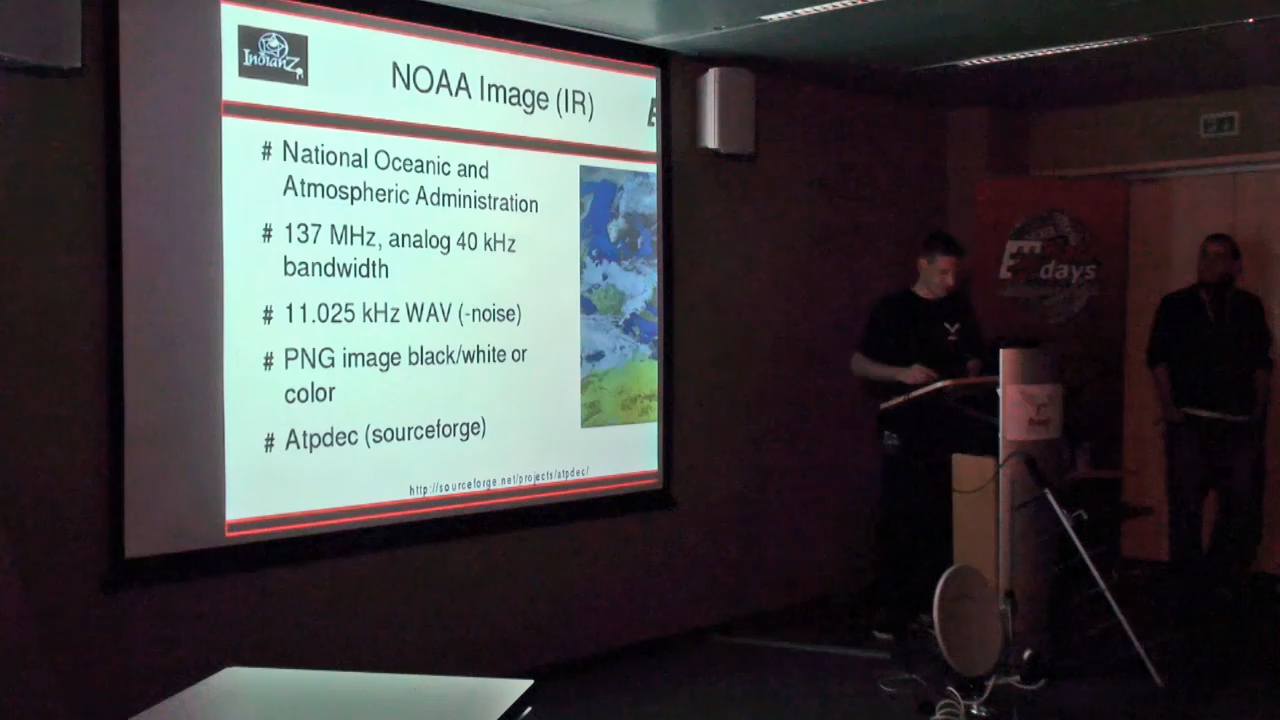 IndianZ
NOAA Image (IR)
# National Oceanic and
Atmospheric Administration
# 137 MHz, analog 40 kHz
bandwidth
# 11.025 kHz WAV (-noise)
# PNG image black/white or
color
# Atpdec (sourceforge)
http://sourceforge.net/projects/atpdec/
days